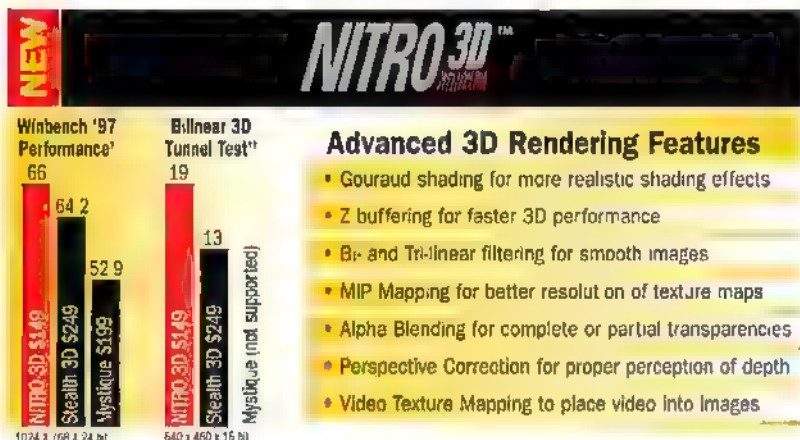 NEW
NITRO 3D™
Winbench '97
Performance†
66
64 2
52 9
NITRO 3D $149
Stealth 3D $249
Mystique $199
1024 x 768 x 24 bit
Bilinear 3D
Tunnel Test††
19
13
NITRO 3D $149
Stealth 3D $249
Mystique (not supported)
640 x 480 x 16 bit
Advanced 3D Rendering Features
• Gouraud shading for more realistic shading effects
• Z buffering for faster 3D performance
• Bi- and Tri-linear filtering for smooth images
• MIP Mapping for better resolution of texture maps
• Alpha Blending for complete or partial transparencies
• Perspective Correction for proper perception of depth
• Video Texture Mapping to place video into images